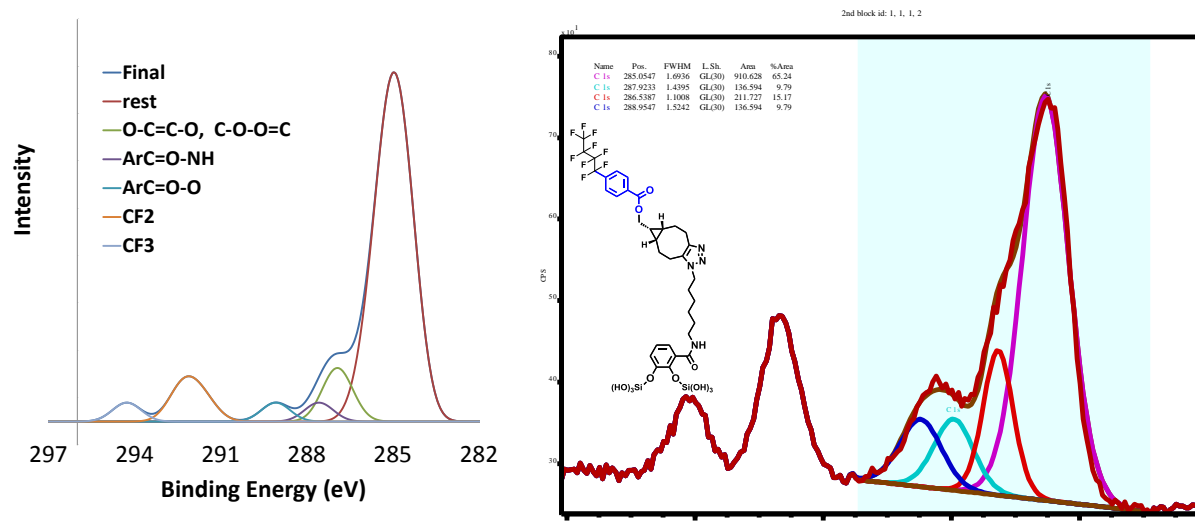 Final
rest
O-C=C-O, C-O-O=C
ArC=O-NH
ArC=O-O
CF2
CF3
Intensity
297 294 291 288 285 282
Binding Energy (eV)
2nd block id: 1, 1, 1, 2
x 10 1
80
70
60
50
40
30
CPS
Name Pos. FWHM L.Sh. Area %Area
C 1s 285.0547 1.6936 GL(30) 910.628 65.24
C 1s 287.9233 1.4395 GL(30) 136.594 9.79
C 1s 286.5387 1.1008 GL(30) 211.727 15.17
C 1s 288.9547 1.5242 GL(30) 136.594 9.79
F F
F F
F F
F F
F
O
O
H
H
N
N
N
NH
O
O O
(HO)3Si Si(OH)3
C 1s